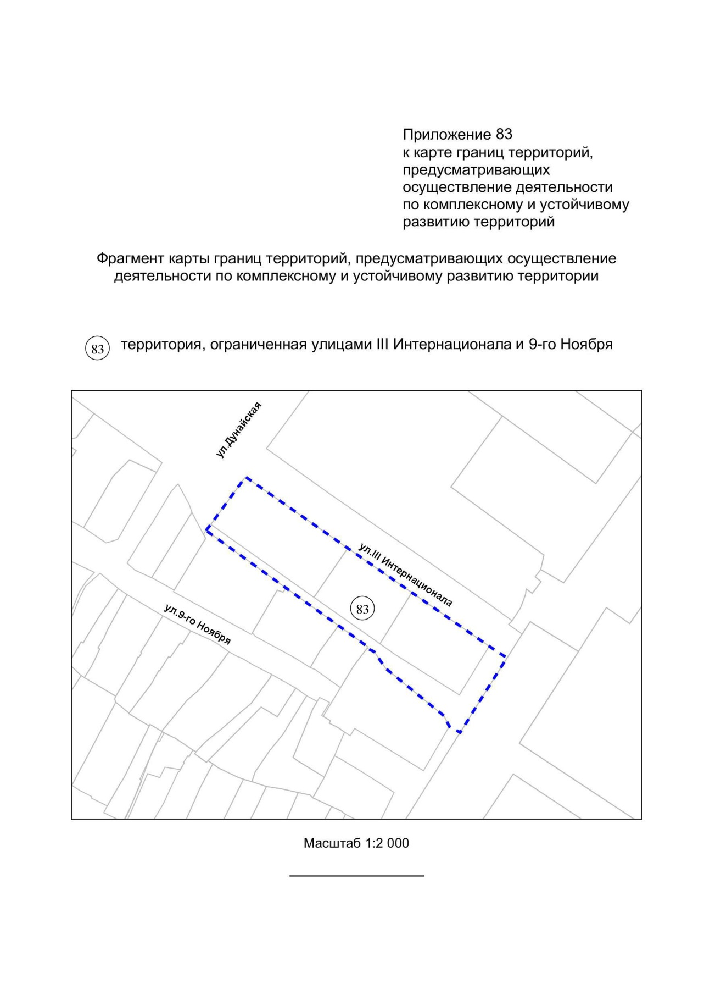 Приложение 83
к карте границ территорий,
предусматривающих
осуществление деятельности
по комплексному и устойчивому
развитию территорий
Фрагмент карты границ территорий, предусматривающих осуществление
деятельности по комплексному и устойчивому развитию территории
83 территория, ограниченная улицами III Интернационала и 9-го Ноября
ул.Дунайская
ул.III Интернационала
83
ул.9-го Ноября
Масштаб 1:2 000